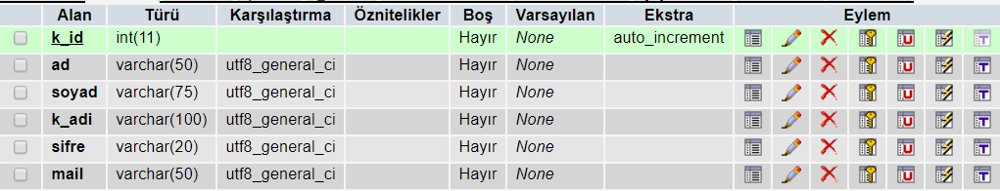 Alan Türü Karşılaştırma Öznitelikler Boş Varsayılan Ekstra Eylem
k_id int(11) Hayır None auto_increment
ad varchar(50) utf8_general_ci Hayır None
soyad varchar(75) utf8_general_ci Hayır None
k_adi varchar(100) utf8_general_ci Hayır None
sifre varchar(20) utf8_general_ci Hayır None
mail varchar(50) utf8_general_ci Hayır None